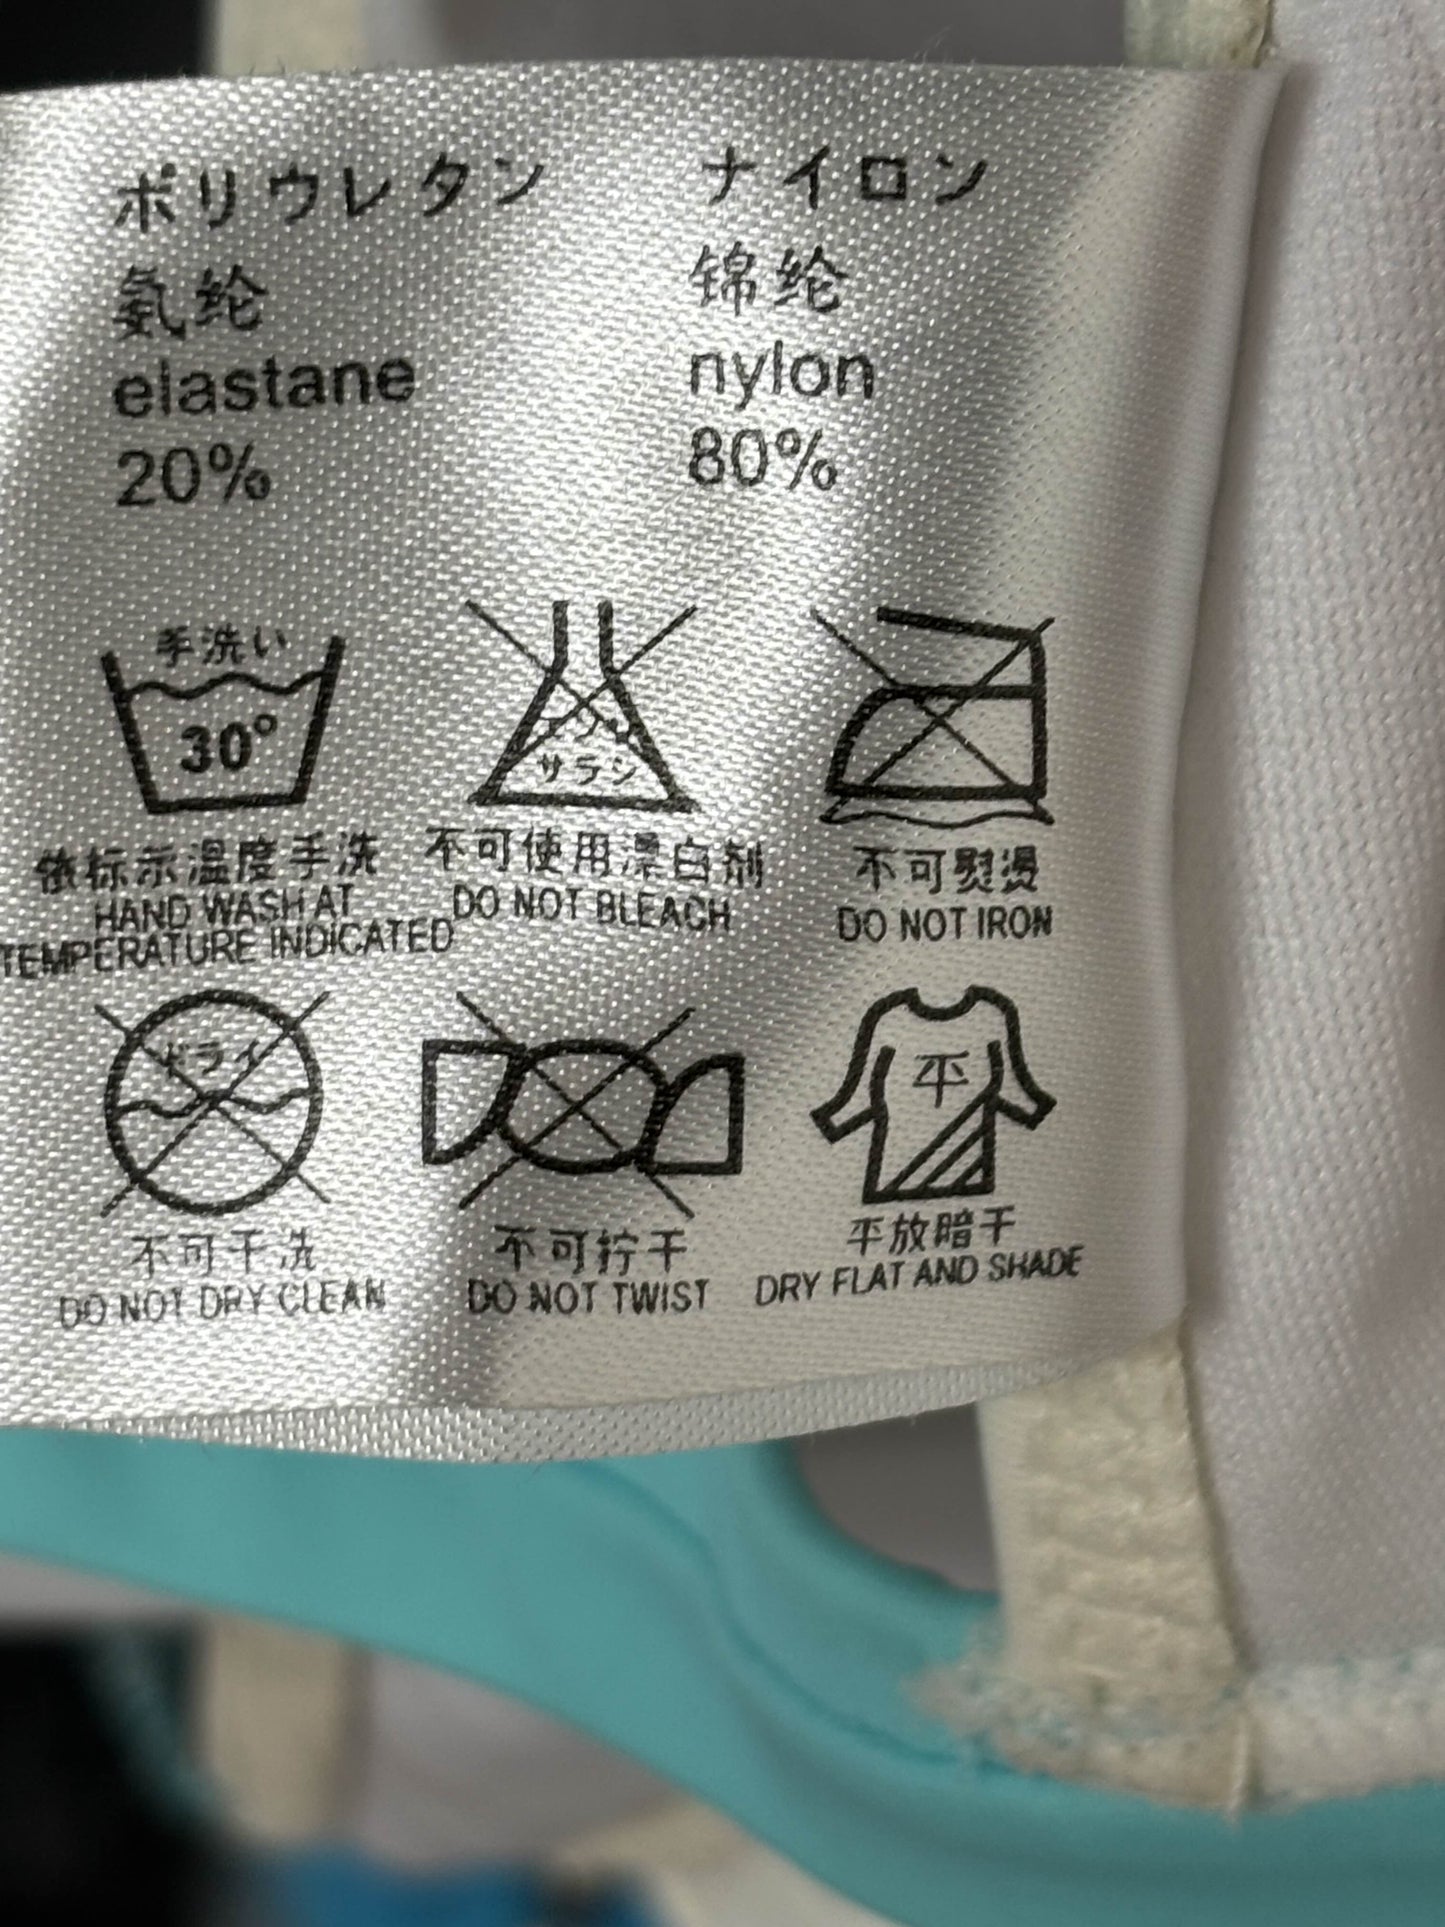 ポリウレタン
氨纶
elastane
20%
ナイロン
锦纶
nylon
80%
手洗い
30°
サラシ
依标示温度手洗
HAND WASH AT
TEMPERATURE INDICATED
不可使用漂白剂
DO NOT BLEACH
不可熨烫
DO NOT IRON
ドライ
不可干洗
DO NOT DRY CLEAN
不可拧干
DO NOT TWIST
平
平放暗干
DRY FLAT AND SHADE